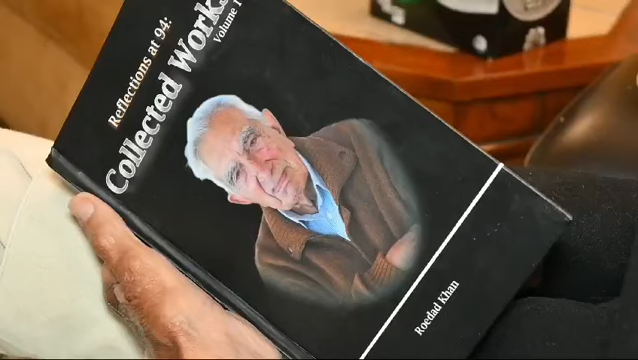 Reflections at 94:
Collected Works
Volume I
Roedad Khan